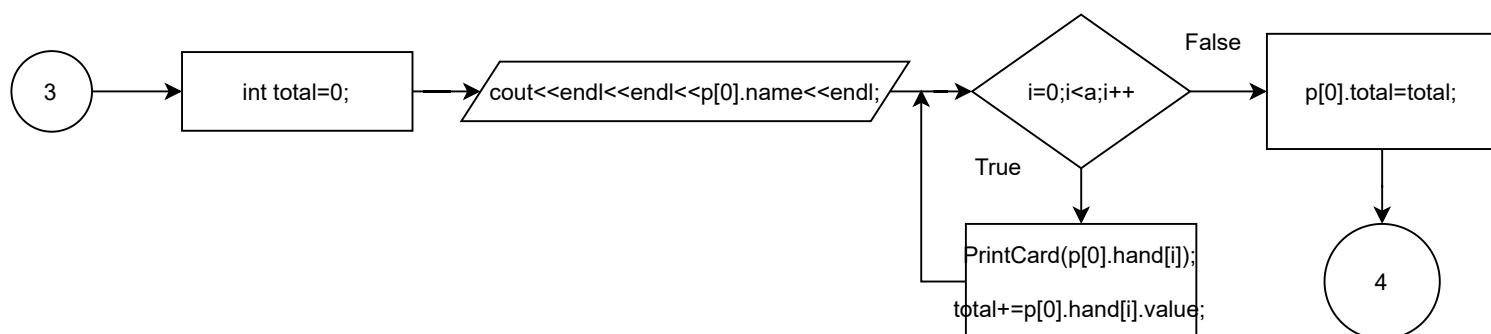 3
int total=0;
cout<<endl<<endl<<p[0].name<<endl;
i=0;i<a;i++
False
p[0].total=total;
True
PrintCard(p[0].hand[i]);
total+=p[0].hand[i].value;
4